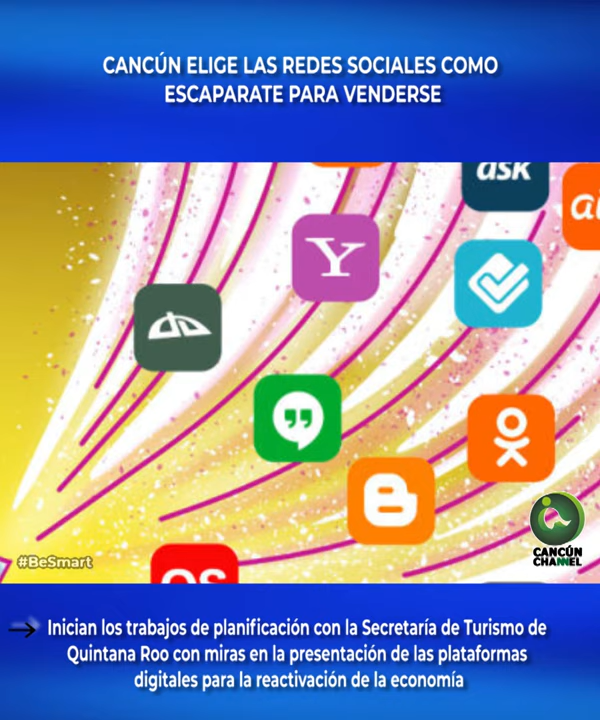 CANCÚN ELIGE LAS REDES SOCIALES COMO
ESCAPARATE PARA VENDERSE
ask
Y
#BeSmart
CANCÚN
CHANNEL
Inician los trabajos de planificación con la Secretaría de Turismo de
Quintana Roo con miras en la presentación de las plataformas
digitales para la reactivación de la economía